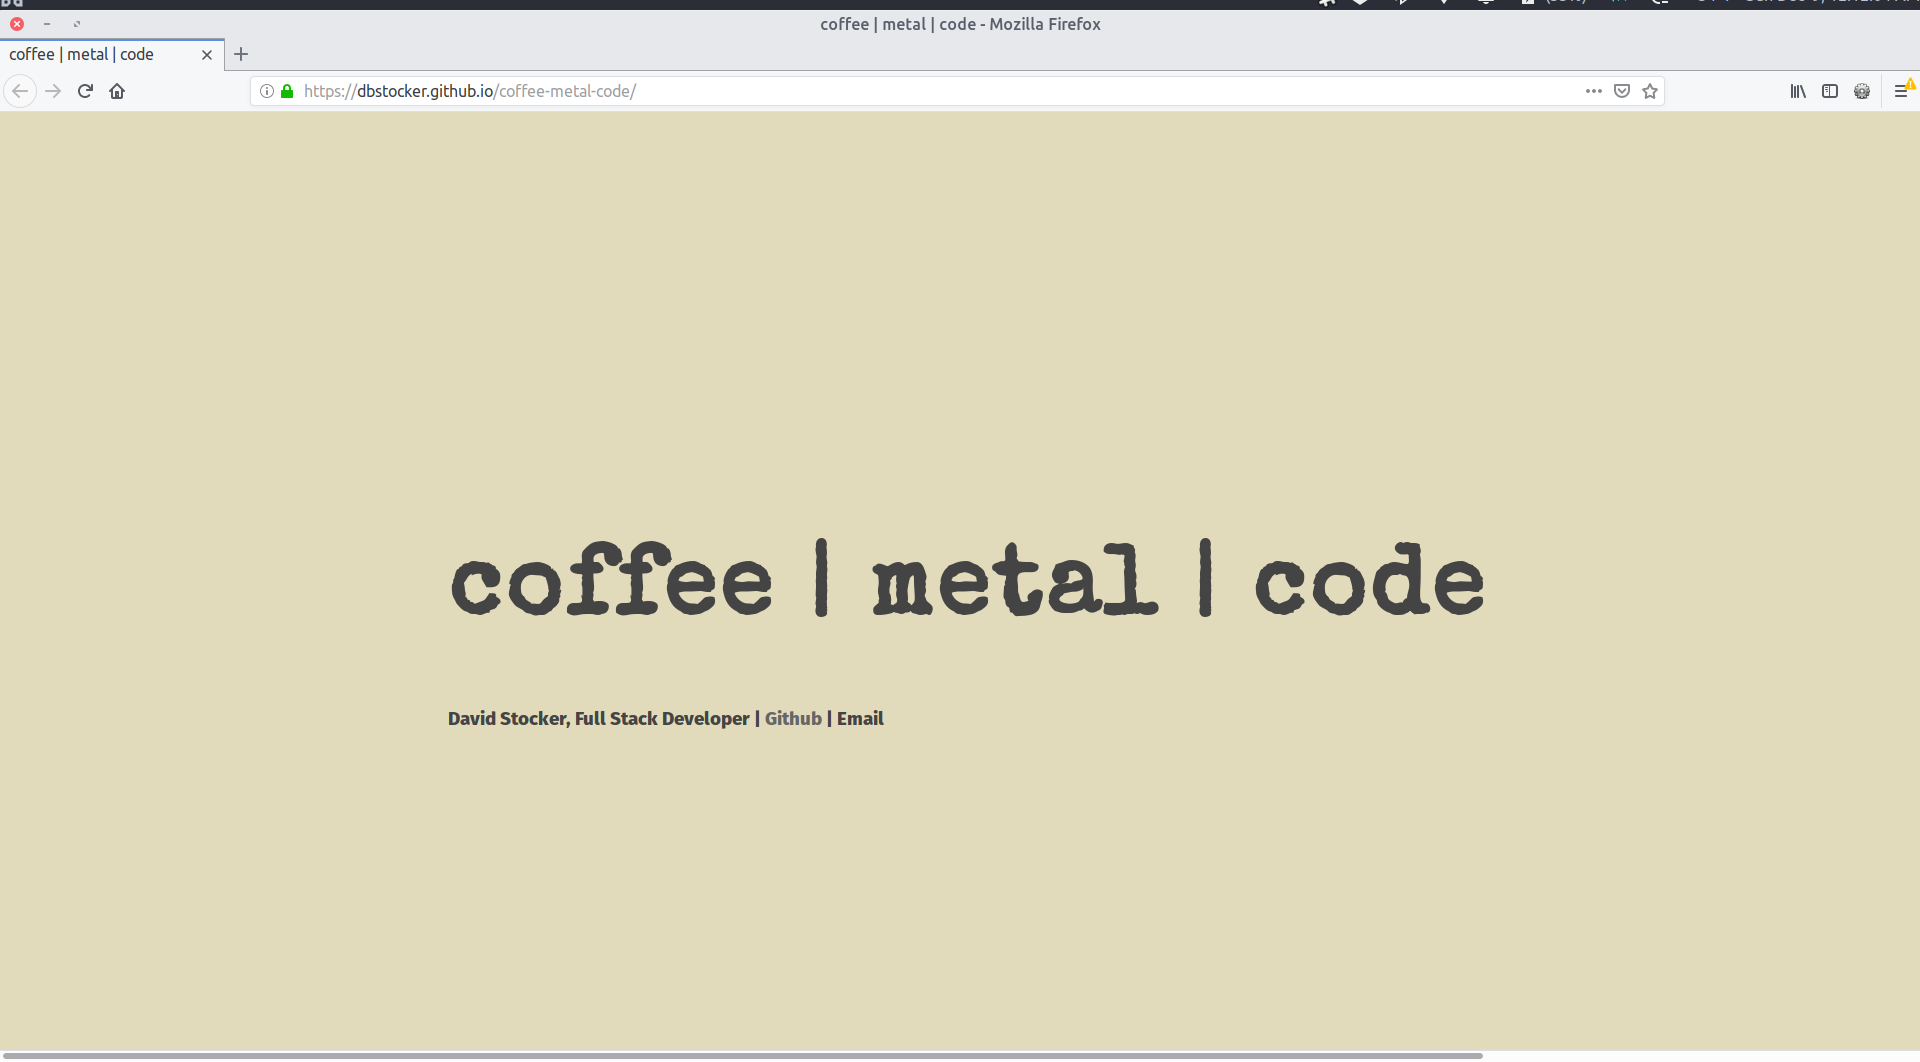 coffee | metal | code - Mozilla Firefox
coffee | metal | code
https://dbstocker.github.io/coffee-metal-code/
coffee | metal | code
David Stocker, Full Stack Developer | Github | Email